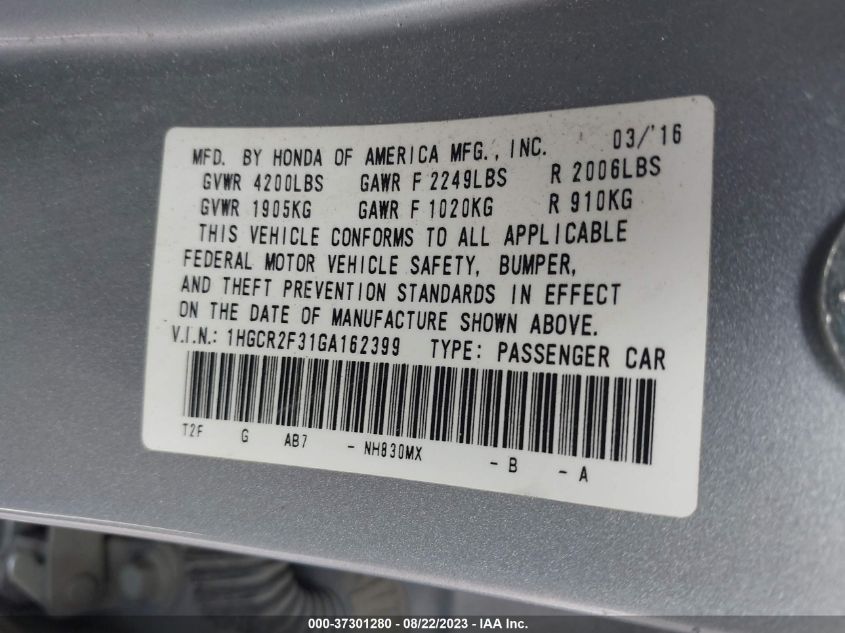 MFD. BY HONDA OF AMERICA MFG., INC. 03/'16
GVWR 4200LBS GAWR F 2249LBS R 2006LBS
GVWR 1905KG GAWR F 1020KG R 910KG
THIS VEHICLE CONFORMS TO ALL APPLICABLE
FEDERAL MOTOR VEHICLE SAFETY, BUMPER,
AND THEFT PREVENTION STANDARDS IN EFFECT
ON THE DATE OF MANUFACTURE SHOWN ABOVE.
V.I.N.: 1HGCR2F31GA162399 TYPE: PASSENGER CAR
T2F G AB7 - NH830MX - B - A
000-37301280 - 08/22/2023 - IAA Inc.